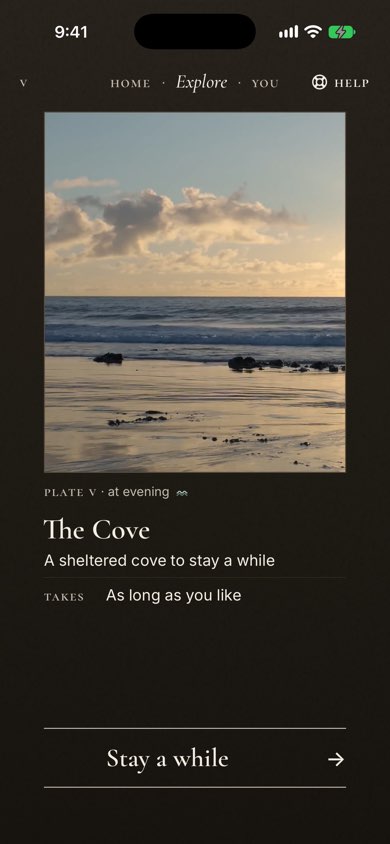 9:41
V HOME · Explore · YOU HELP
PLATE V · at evening
The Cove
A sheltered cove to stay a while
TAKES As long as you like
Stay a while →